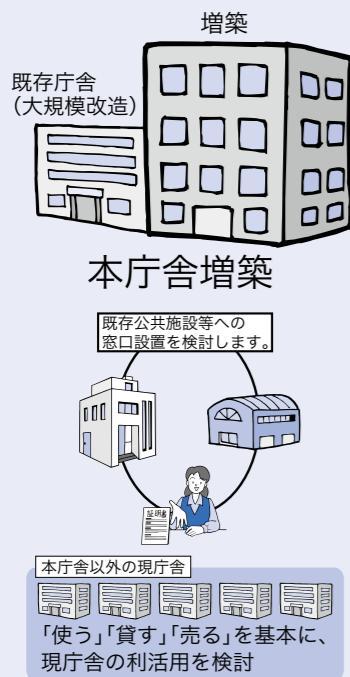 増築
既存庁舎
（大規模改造）
本庁舎増築
既存公共施設等への
窓口設置を検討します。
証明書
本庁舎以外の現庁舎
「使う」「貸す」「売る」を基本に、
現庁舎の利活用を検討